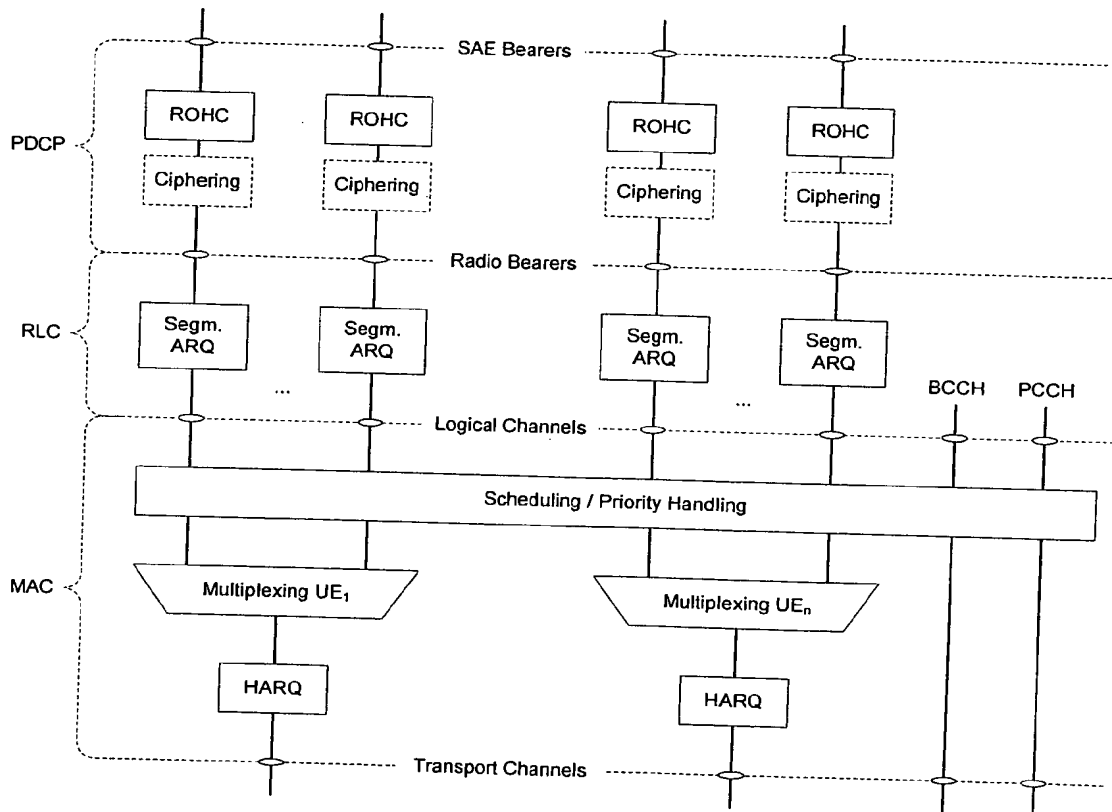 SAE Bearers
ROHC
ROHC
ROHC
ROHC
PDCP
Ciphering
Ciphering
Ciphering
Ciphering
Radio Bearers
RLC
Segm.
ARQ
Segm.
ARQ
Segm.
ARQ
Segm.
ARQ
...
...
BCCH
PCCH
Logical Channels
Scheduling / Priority Handling
MAC
Multiplexing UE₁
Multiplexing UEₙ
HARQ
HARQ
Transport Channels